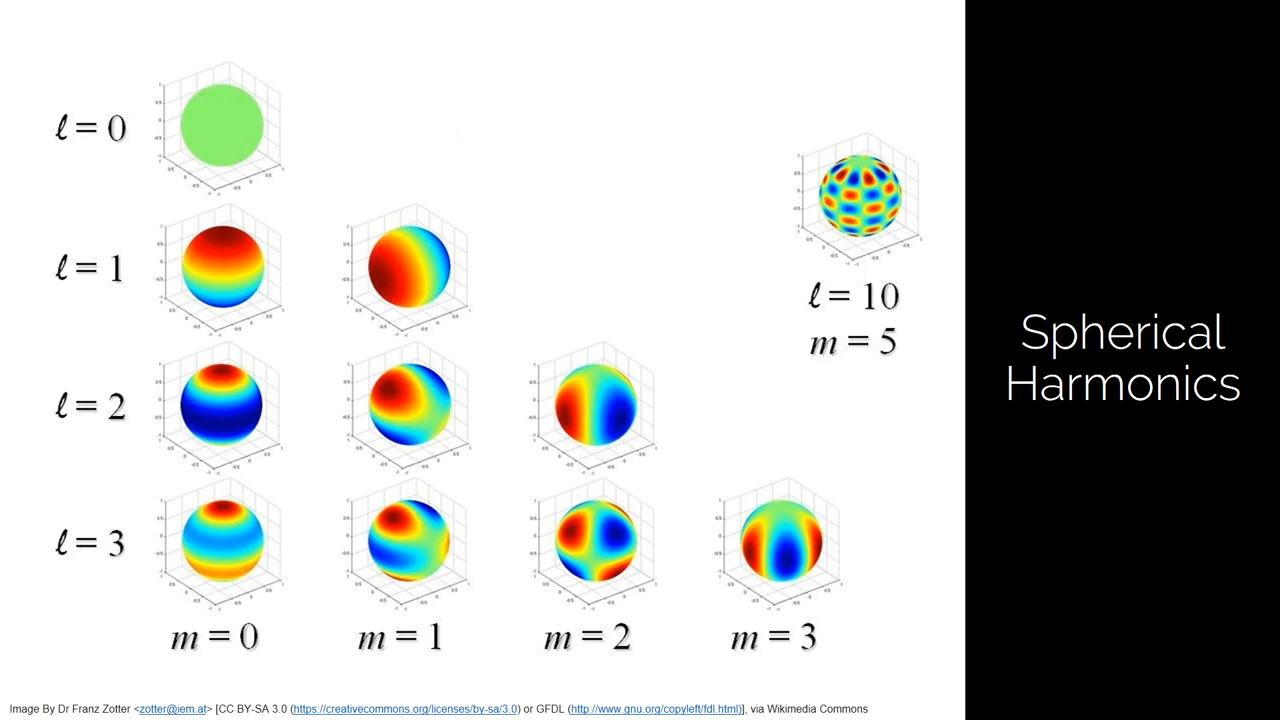 ℓ = 0
ℓ = 1
ℓ = 10
m = 5
Spherical
Harmonics
ℓ = 2
ℓ = 3
m = 0 m = 1 m = 2 m = 3
Image By Dr Franz Zotter <zotter@iem.at> [CC BY-SA 3.0 (https://creativecommons.org/licenses/by-sa/3.0) or GFDL (http://www.gnu.org/copyleft/fdl.html)], via Wikimedia Commons